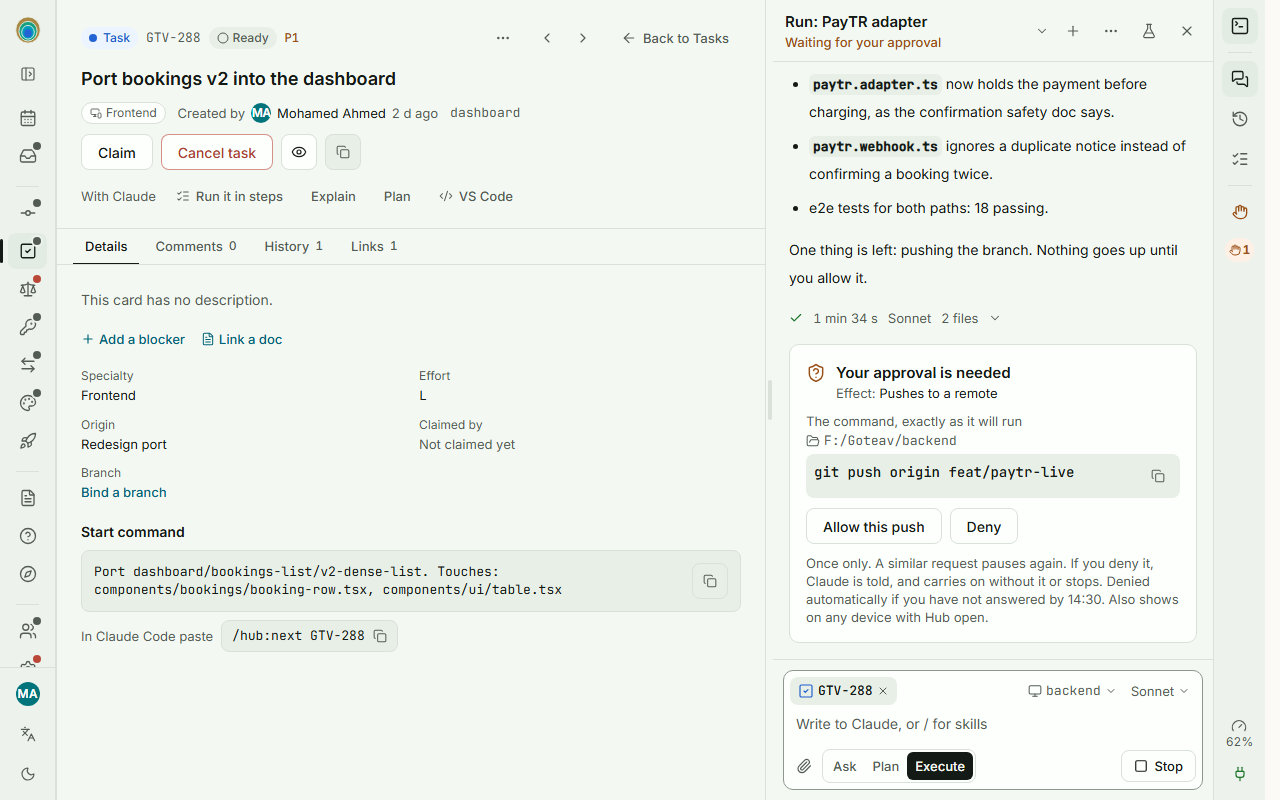 Task GTV-288 Ready P1
Back to Tasks
Port bookings v2 into the dashboard
Frontend Created by MA Mohamed Ahmed 2 d ago dashboard
Claim Cancel task
With Claude Run it in steps Explain Plan VS Code
Details Comments 0 History 1 Links 1
This card has no description.
Add a blocker Link a doc
Specialty
Frontend
Effort
L
Origin
Redesign port
Claimed by
Not claimed yet
Branch
Bind a branch
Start command
Port dashboard/bookings-list/v2-dense-list. Touches:
components/bookings/booking-row.tsx, components/ui/table.tsx
In Claude Code paste /hub:next GTV-288
MA
Run: PayTR adapter
Waiting for your approval
paytr.adapter.ts now holds the payment before
charging, as the confirmation safety doc says.
paytr.webhook.ts ignores a duplicate notice instead of
confirming a booking twice.
e2e tests for both paths: 18 passing.
One thing is left: pushing the branch. Nothing goes up until
you allow it.
1 min 34 s Sonnet 2 files
Your approval is needed
Effect: Pushes to a remote
The command, exactly as it will run
F:/Goteav/backend
git push origin feat/paytr-live
Allow this push Deny
Once only. A similar request pauses again. If you deny it,
Claude is told, and carries on without it or stops. Denied
automatically if you have not answered by 14:30. Also shows
on any device with Hub open.
GTV-288 backend Sonnet
Write to Claude, or / for skills
Ask Plan Execute Stop
1
62%